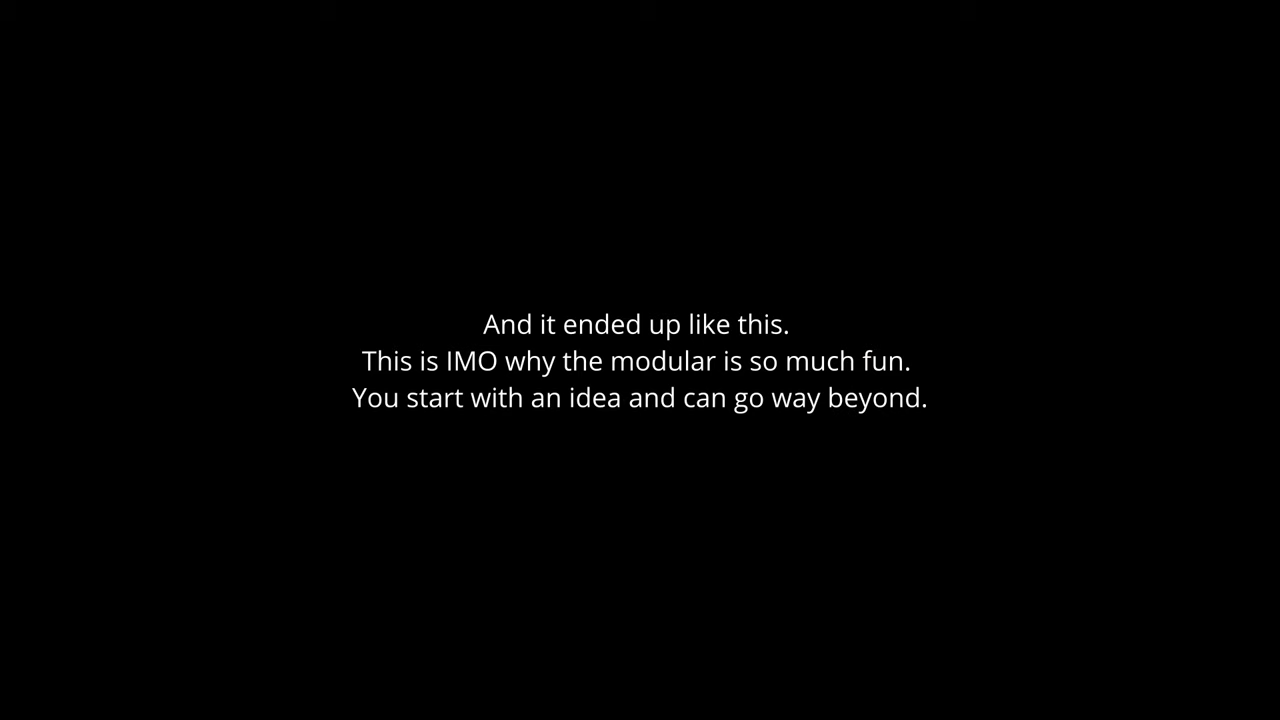 And it ended up like this.
This is IMO why the modular is so much fun.
You start with an idea and can go way beyond.